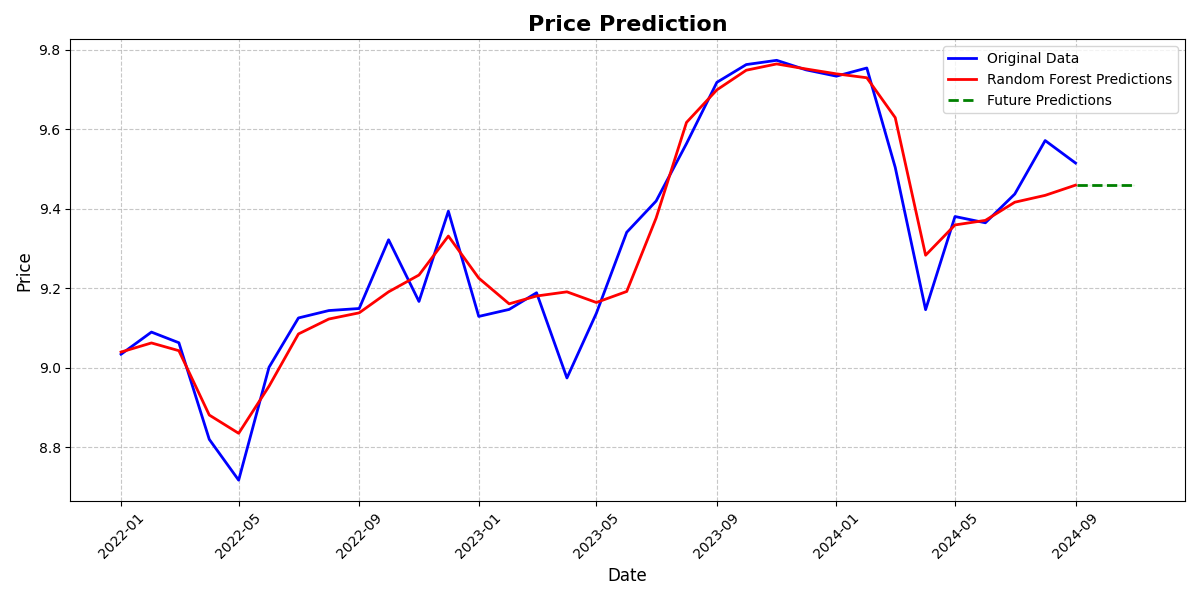 Price Prediction
Original Data
Random Forest Predictions
Future Predictions
Price
9.8
9.6
9.4
9.2
9.0
8.8
2022-01
2022-05
2022-09
2023-01
2023-05
2023-09
2024-01
2024-05
2024-09
Date